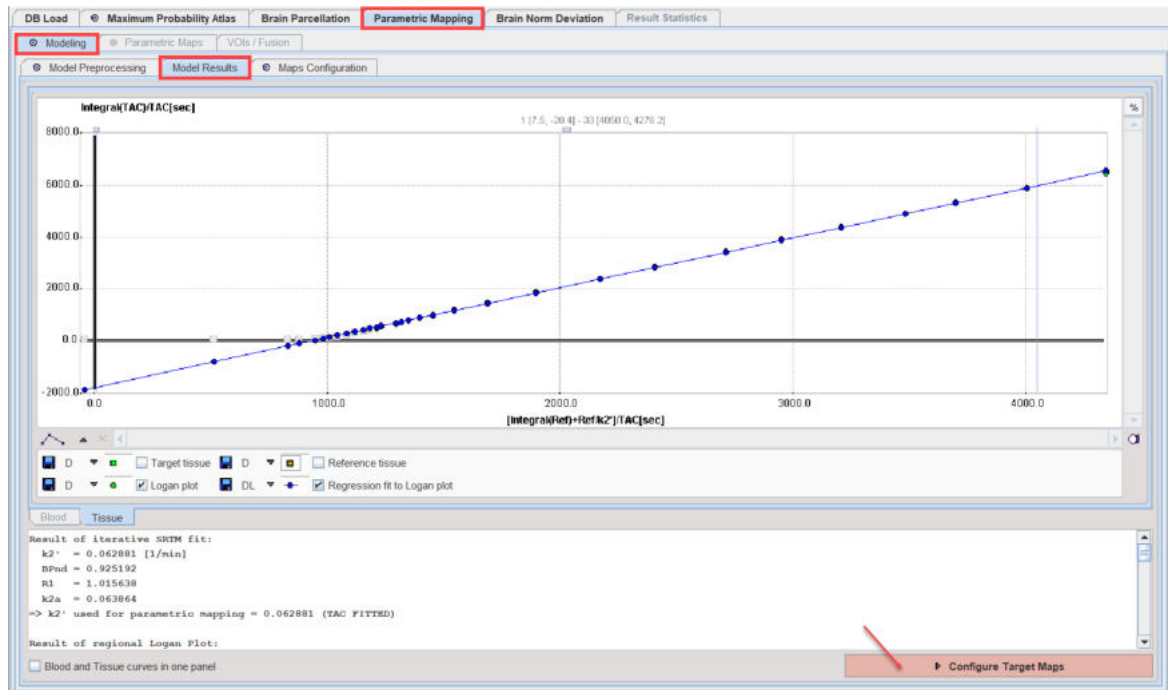 DB Load Maximum Probability Atlas Brain Parcellation Parametric Mapping Brain Norm Deviation Result Statistics
Modeling Parametric Maps VOIs / Fusion
Model Preprocessing Model Results Maps Configuration
Integral(TAC)/TAC[sec]
1 [7.5, -20.4] - 33 [4050.0, 4276.2]
%
8000.0
6000.0
4000.0
2000.0
0.0
-2000.0
0.0 1000.0 2000.0 3000.0 4000.0
[Integral(Ref)+Ref/k2']/TAC[sec]
D Target tissue D Reference tissue
D Logan plot DL Regression fit to Logan plot
Blood Tissue
Result of iterative SRTM fit:
k2' = 0.062881 [1/min]
BPnd = 0.925192
R1 = 1.015638
k2a = 0.063864
=> k2' used for parametric mapping = 0.062881 (TAC FITTED)
Result of regional Logan Plot:
Blood and Tissue curves in one panel Configure Target Maps